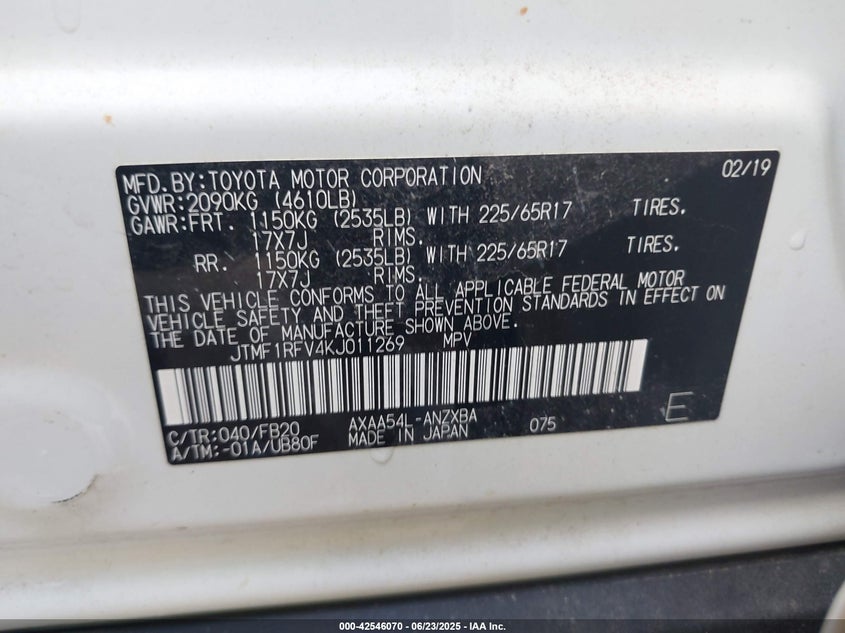 MFD.BY:TOYOTA MOTOR CORPORATION 02/19
GVWR:2090KG (4610LB)
GAWR:FRT. 1150KG (2535LB) WITH 225/65R17 TIRES.
17X7J RIMS.
RR. 1150KG (2535LB) WITH 225/65R17 TIRES.
17X7J RIMS.
THIS VEHICLE CONFORMS TO ALL APPLICABLE FEDERAL MOTOR
VEHICLE SAFETY AND THEFT PREVENTION STANDARDS IN EFFECT ON
THE DATE OF MANUFACTURE SHOWN ABOVE.
JTMF1RFV4KJ011269 MPV
C/TR:040/FB20 AXAA54L-ANZXBA 075 E
A/TM:-01A/UB80F MADE IN JAPAN
000-42546070 - 06/23/2025 - IAA Inc.